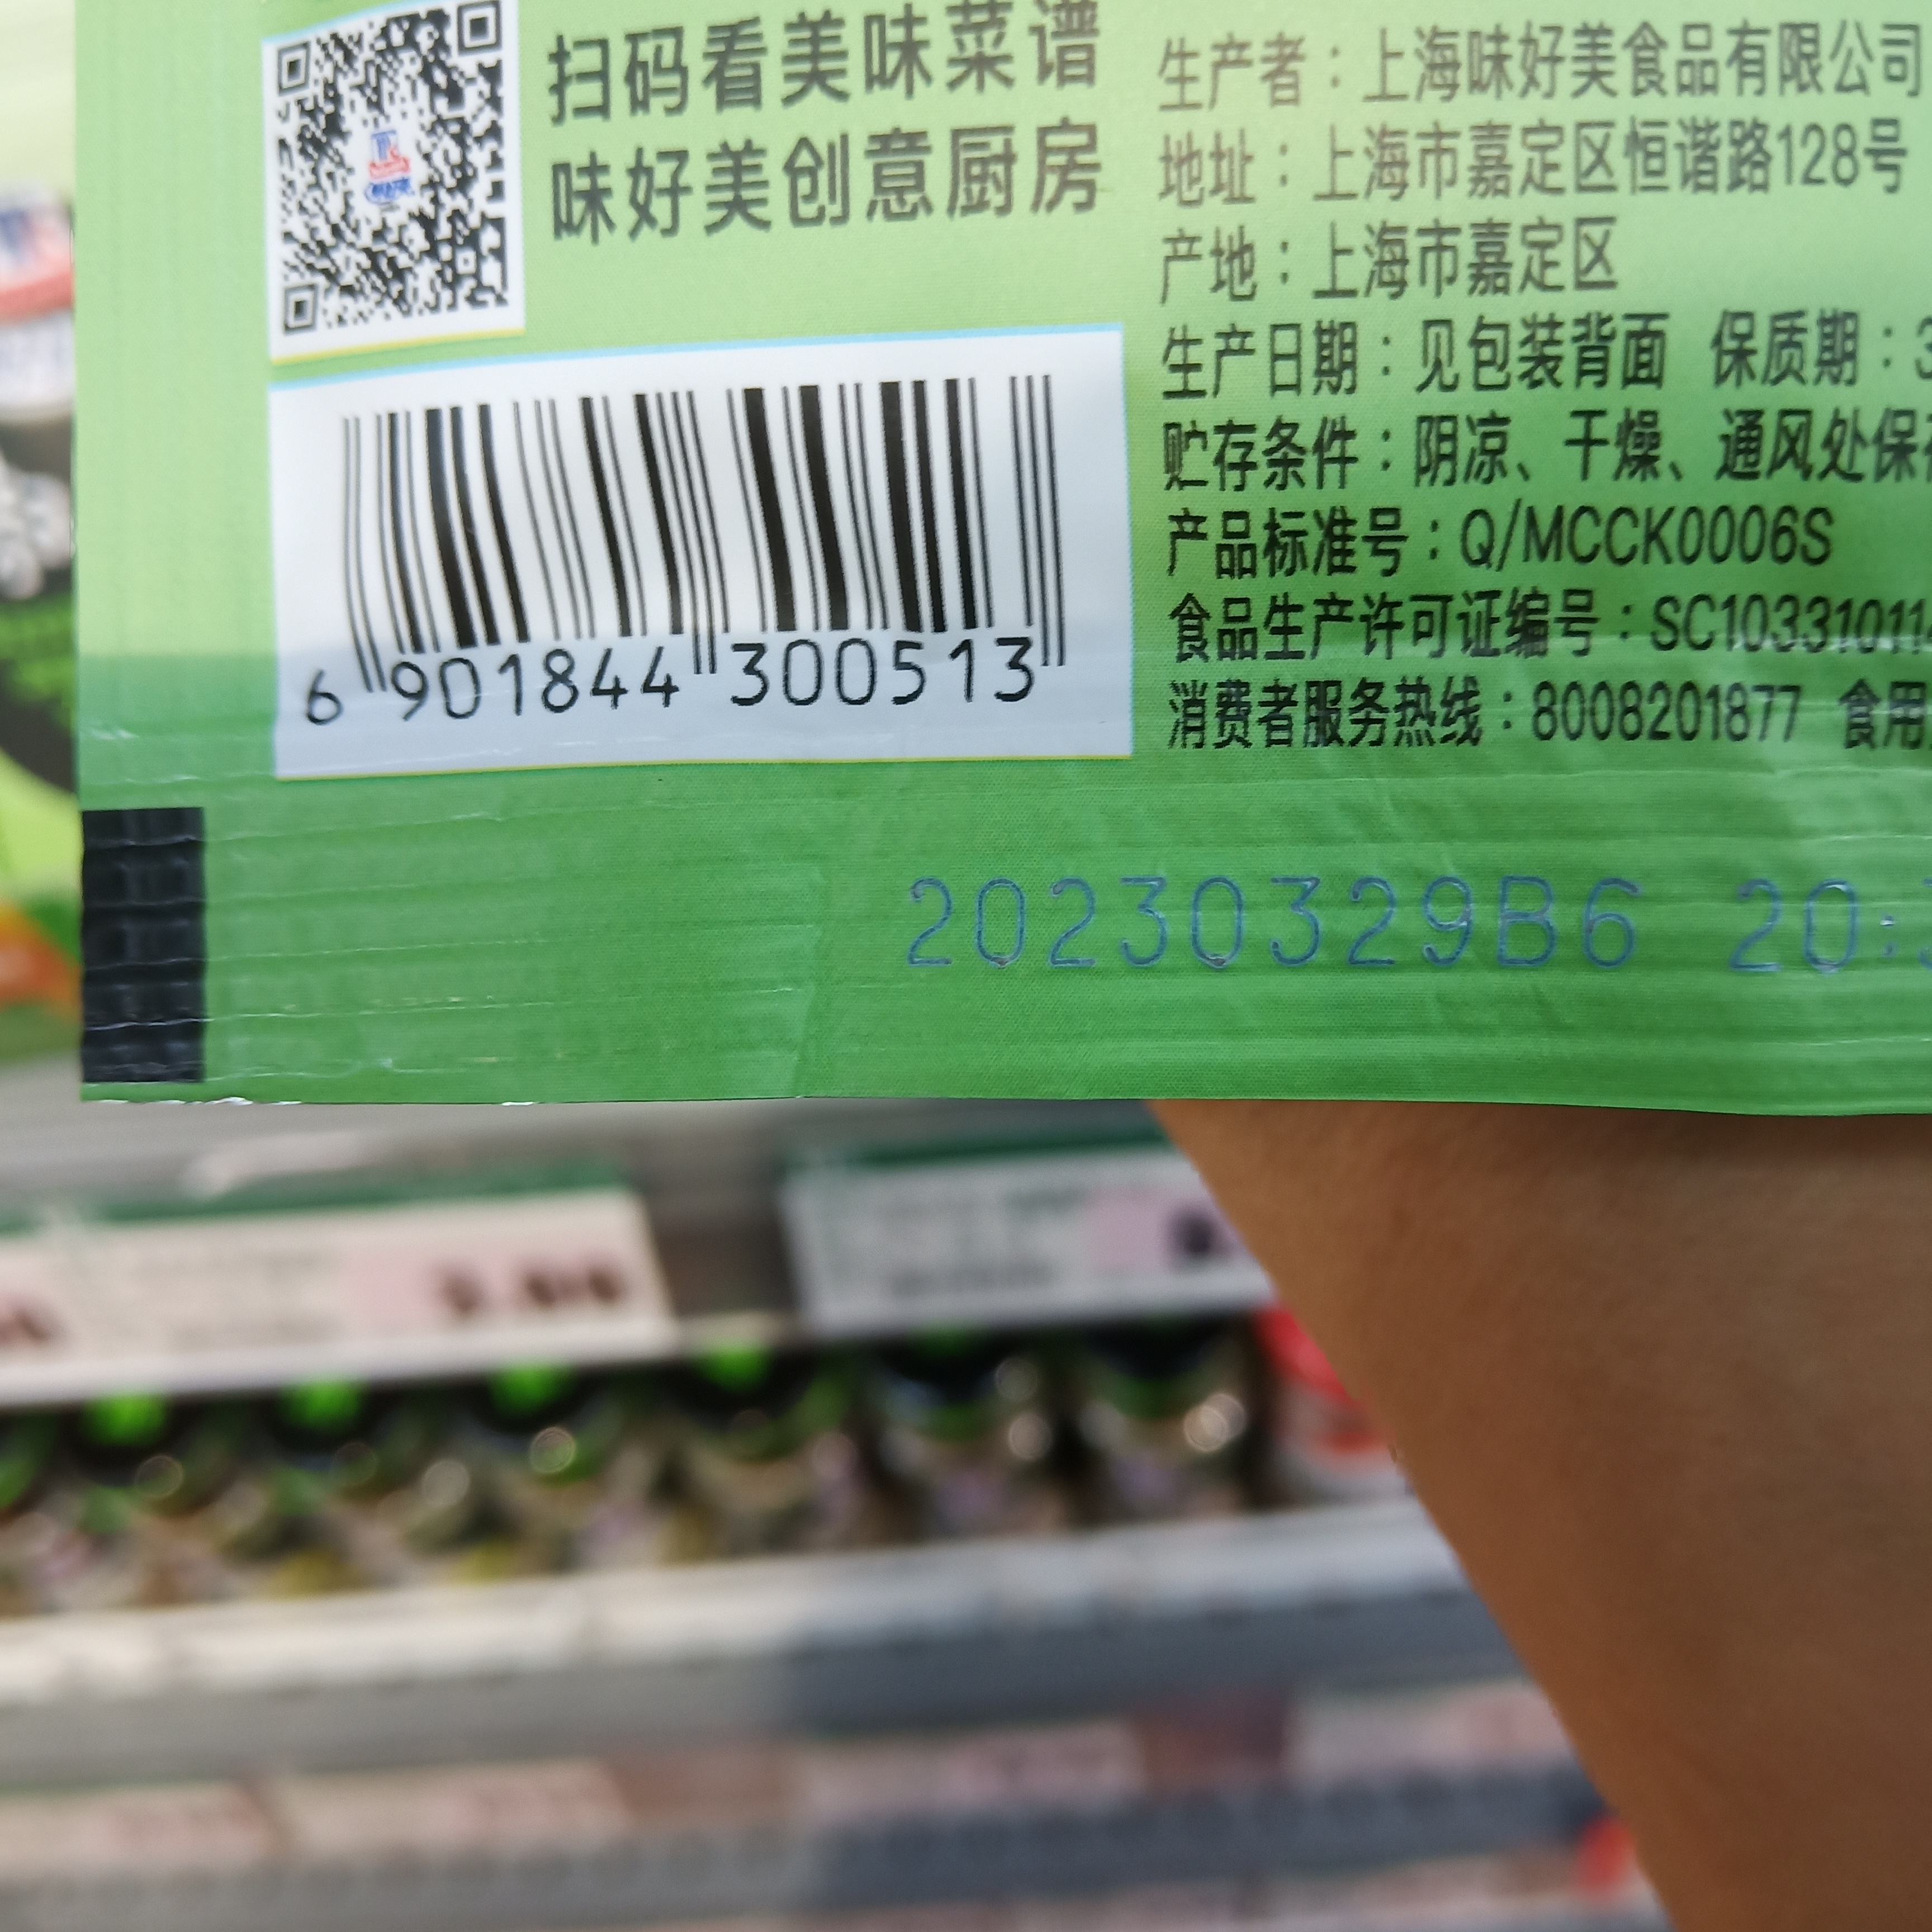 扫码看美味菜谱
味好美创意厨房
生产者：上海味好美食品有限公司
地址：上海市嘉定区恒谐路128号
产地：上海市嘉定区
生产日期：见包装背面 保质期：3
贮存条件：阴凉、干燥、通风处保存
产品标准号：Q/MCCK0006S
食品生产许可证编号：SC10331011
消费者服务热线：8008201877 食用
6 901844 300513
20230329B6 20:3